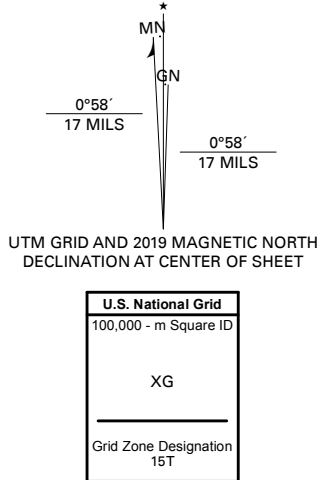 ★
MN
GN
0°58´
17 MILS
0°58´
17 MILS
UTM GRID AND 2019 MAGNETIC NORTH
DECLINATION AT CENTER OF SHEET
U.S. National Grid
100,000 - m Square ID
XG
Grid Zone Designation
15T